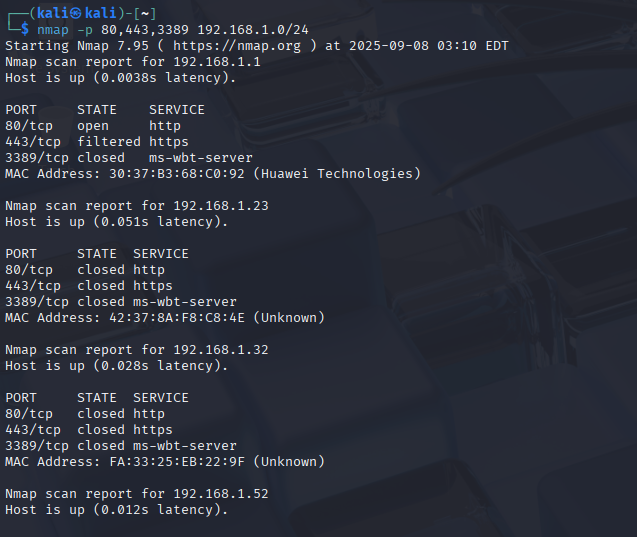 ┌──(kali㉿kali)-[~]
└─$ nmap -p 80,443,3389 192.168.1.0/24
Starting Nmap 7.95 ( https://nmap.org ) at 2025-09-08 03:10 EDT
Nmap scan report for 192.168.1.1
Host is up (0.0038s latency).

PORT     STATE    SERVICE
80/tcp   open     http
443/tcp  filtered https
3389/tcp closed   ms-wbt-server
MAC Address: 30:37:B3:68:C0:92 (Huawei Technologies)

Nmap scan report for 192.168.1.23
Host is up (0.051s latency).

PORT     STATE  SERVICE
80/tcp   closed http
443/tcp  closed https
3389/tcp closed ms-wbt-server
MAC Address: 42:37:8A:F8:C8:4E (Unknown)

Nmap scan report for 192.168.1.32
Host is up (0.028s latency).

PORT     STATE  SERVICE
80/tcp   closed http
443/tcp  closed https
3389/tcp closed ms-wbt-server
MAC Address: FA:33:25:EB:22:9F (Unknown)

Nmap scan report for 192.168.1.52
Host is up (0.012s latency).